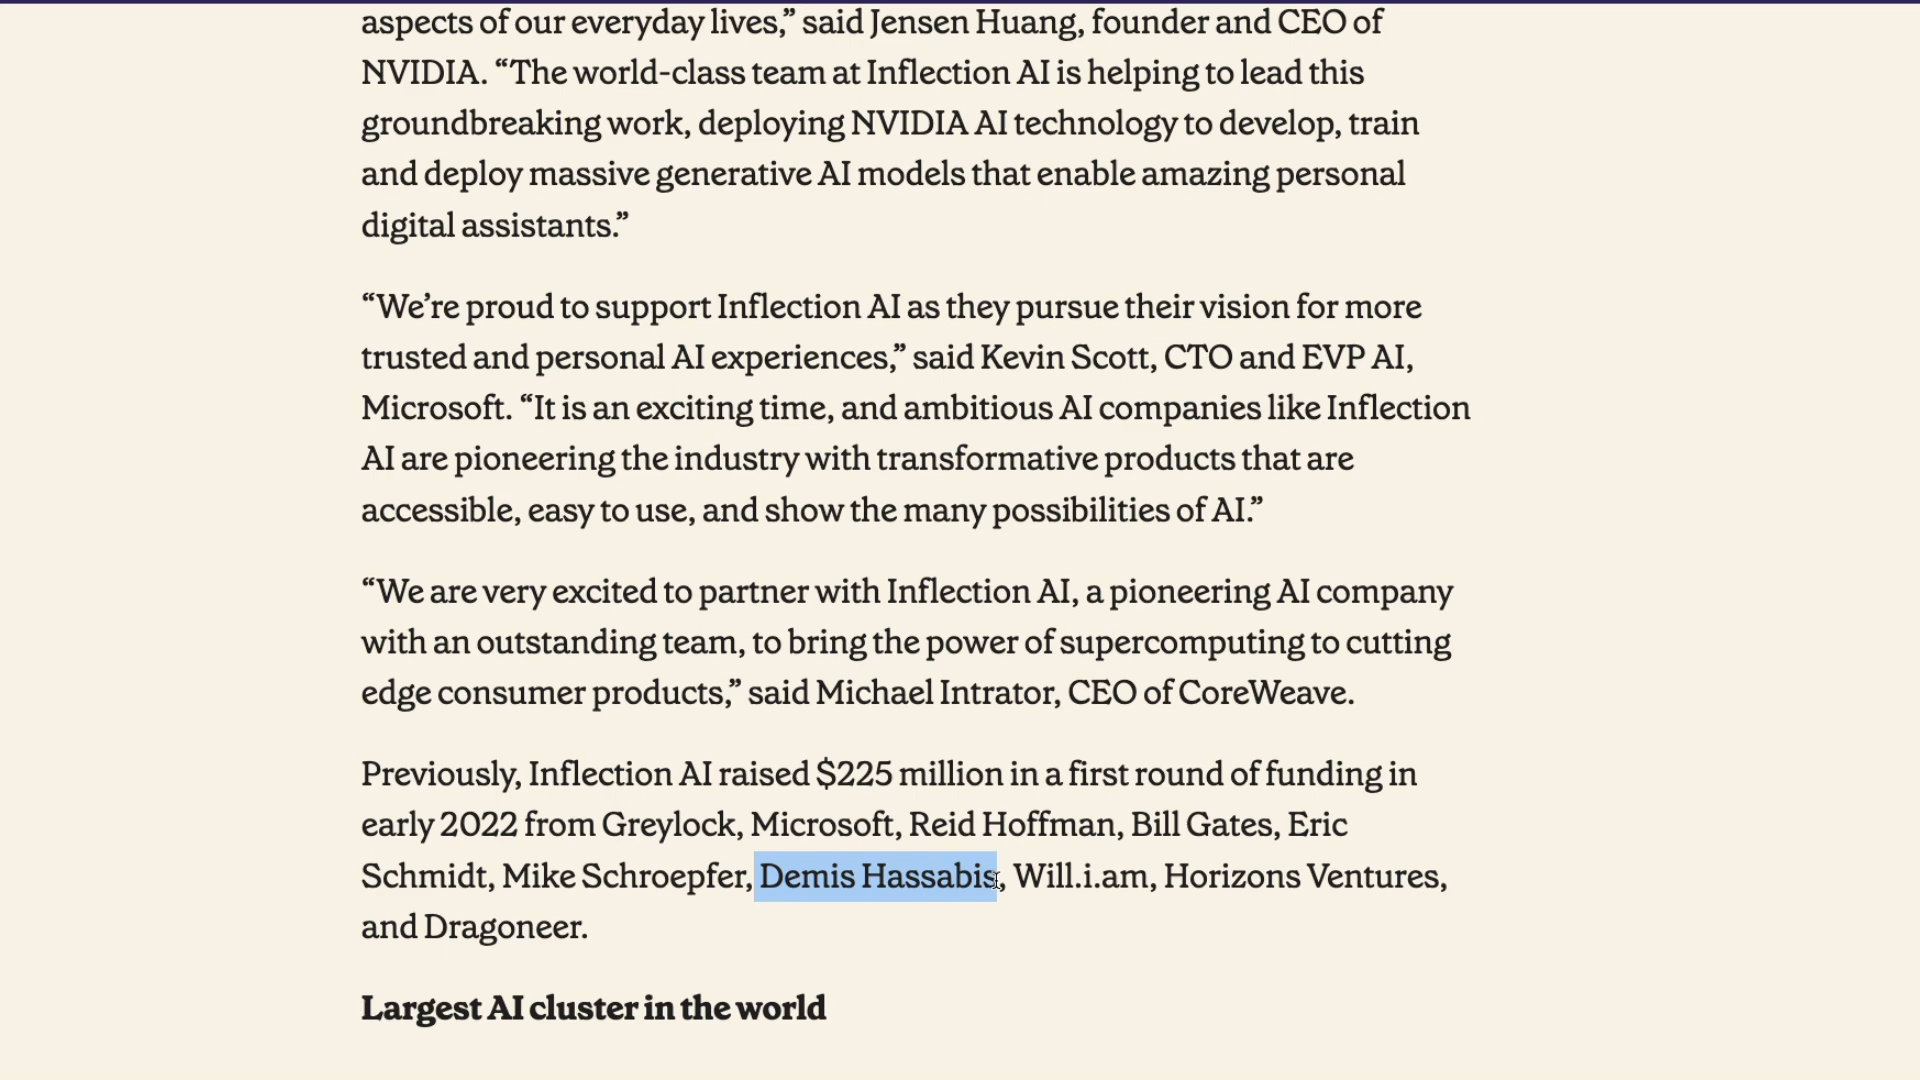 aspects of our everyday lives,” said Jensen Huang, founder and CEO of
NVIDIA. “The world-class team at Inflection AI is helping to lead this
groundbreaking work, deploying NVIDIA AI technology to develop, train
and deploy massive generative AI models that enable amazing personal
digital assistants.”
“We’re proud to support Inflection AI as they pursue their vision for more
trusted and personal AI experiences,” said Kevin Scott, CTO and EVP AI,
Microsoft. “It is an exciting time, and ambitious AI companies like Inflection
AI are pioneering the industry with transformative products that are
accessible, easy to use, and show the many possibilities of AI.”
“We are very excited to partner with Inflection AI, a pioneering AI company
with an outstanding team, to bring the power of supercomputing to cutting
edge consumer products,” said Michael Intrator, CEO of CoreWeave.
Previously, Inflection AI raised $225 million in a first round of funding in
early 2022 from Greylock, Microsoft, Reid Hoffman, Bill Gates, Eric
Schmidt, Mike Schroepfer, Demis Hassabis, Will.i.am, Horizons Ventures,
and Dragoneer.
Largest AI cluster in the world